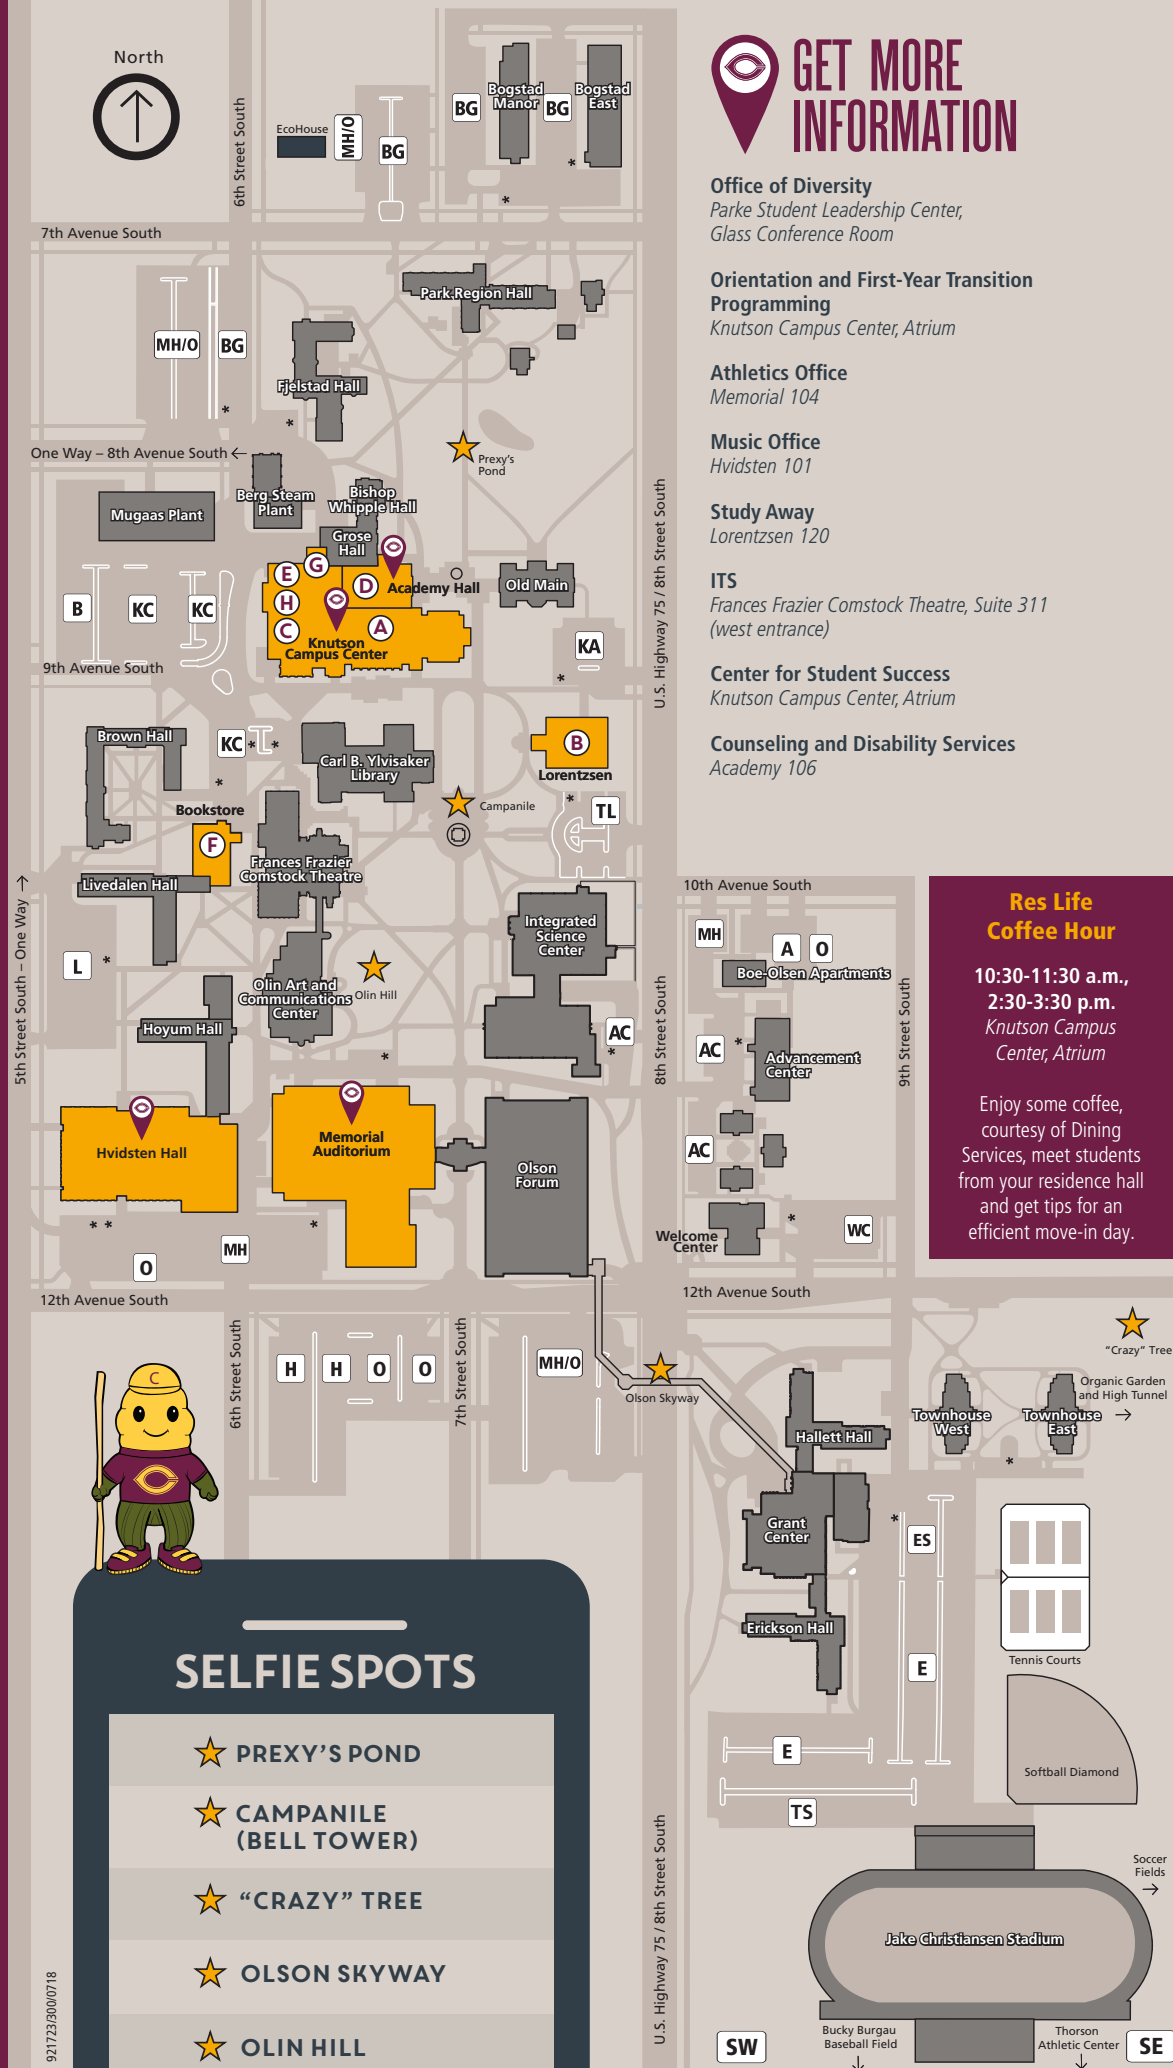 North
6th Street South
EcoHouse
MH/O
BG
BG
Bogstad
Manor
BG
Bogstad
East
7th Avenue South
MH/O
BG
Park Region Hall
Fjelstad Hall
Prexy's
Pond
One Way – 8th Avenue South
Berg Steam
Plant
Mugaas Plant
Bishop
Whipple Hall
Grose
Hall
G
E
H
C
D
A
Academy Hall
Old Main
Knutson
Campus Center
B
KC
KC
KA
9th Avenue South
U.S. Highway 75 / 8th Street South
Brown Hall
KC
Carl B. Ylvisaker
Library
B
Lorentzsen
Campanile
TL
Bookstore
F
Frances Frazier
Comstock Theatre
Livedalen Hall
5th Street South – One Way
L
Integrated
Science
Center
Olin Art and
Communications
Center
Olin Hill
Hoyum Hall
AC
8th Street South
Hvidsten Hall
Memorial
Auditorium
Olson
Forum
O
MH
12th Avenue South
10th Avenue South
MH
A
O
Boe-Olsen Apartments
AC
Advancement
Center
9th Street South
AC
Welcome
Center
WC
12th Avenue South
6th Street South
H
H
O
O
7th Street South
MH/O
Olson Skyway
"Crazy" Tree
Organic Garden
and High Tunnel
Townhouse
West
Townhouse
East
Hallett Hall
Grant
Center
ES
Erickson Hall
E
Tennis Courts
E
TS
Softball Diamond
Soccer
Fields
Jake Christiansen Stadium
U.S. Highway 75 / 8th Street South
SW
Bucky Burgau
Baseball Field
Thorson
Athletic Center
SE
GET MORE
INFORMATION
Office of Diversity
Parke Student Leadership Center,
Glass Conference Room
Orientation and First-Year Transition
Programming
Knutson Campus Center, Atrium
Athletics Office
Memorial 104
Music Office
Hvidsten 101
Study Away
Lorentzsen 120
ITS
Frances Frazier Comstock Theatre, Suite 311
(west entrance)
Center for Student Success
Knutson Campus Center, Atrium
Counseling and Disability Services
Academy 106
Res Life
Coffee Hour
10:30-11:30 a.m.,
2:30-3:30 p.m.
Knutson Campus
Center, Atrium
Enjoy some coffee,
courtesy of Dining
Services, meet students
from your residence hall
and get tips for an
efficient move-in day.
C
C
SELFIE SPOTS
PREXY'S POND
CAMPANILE
(BELL TOWER)
"CRAZY" TREE
OLSON SKYWAY
OLIN HILL
921723/300/0718